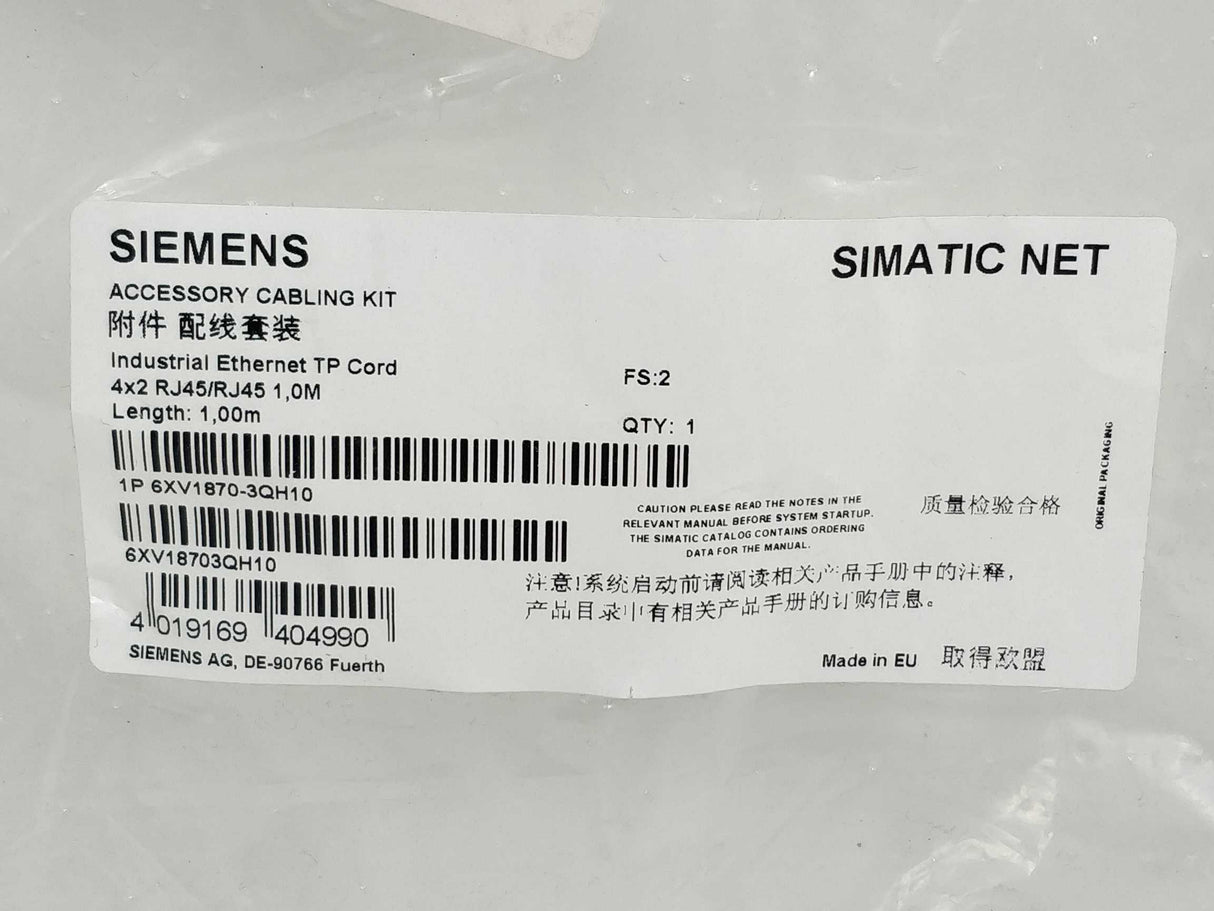 SIEMENS
SIMATIC NET
ACCESSORY CABLING KIT
附件 配线套装
Industrial Ethernet TP Cord
4x2 RJ45/RJ45 1,0M
Length: 1,00m
FS:2
QTY: 1
1P 6XV1870-3QH10
6XV18703QH10
4 019169 404990
SIEMENS AG, DE-90766 Fuerth
CAUTION PLEASE READ THE NOTES IN THE
RELEVANT MANUAL BEFORE SYSTEM STARTUP.
THE SIMATIC CATALOG CONTAINS ORDERING
DATA FOR THE MANUAL.
质量检验合格
ORIGINAL PACKAGING
注意!系统启动前请阅读相关产品手册中的注释，
产品目录中有相关产品手册的订购信息。
Made in EU 取得欧盟